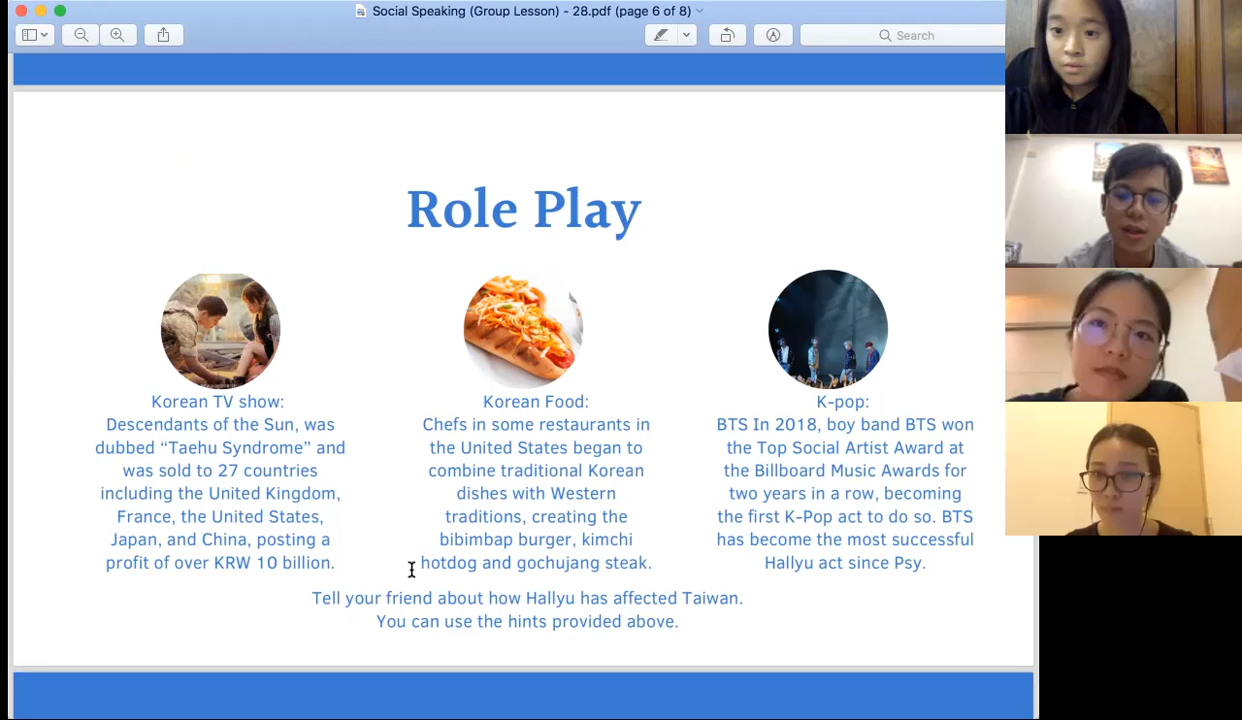 Social Speaking (Group Lesson) - 28.pdf (page 6 of 8)
Search
Role Play
Korean TV show:
Descendants of the Sun, was
dubbed “Taehu Syndrome” and
was sold to 27 countries
including the United Kingdom,
France, the United States,
Japan, and China, posting a
profit of over KRW 10 billion.
Korean Food:
Chefs in some restaurants in
the United States began to
combine traditional Korean
dishes with Western
traditions, creating the
bibimbap burger, kimchi
hotdog and gochujang steak.
K-pop:
BTS In 2018, boy band BTS won
the Top Social Artist Award at
the Billboard Music Awards for
two years in a row, becoming
the first K-Pop act to do so. BTS
has become the most successful
Hallyu act since Psy.
Tell your friend about how Hallyu has affected Taiwan.
You can use the hints provided above.